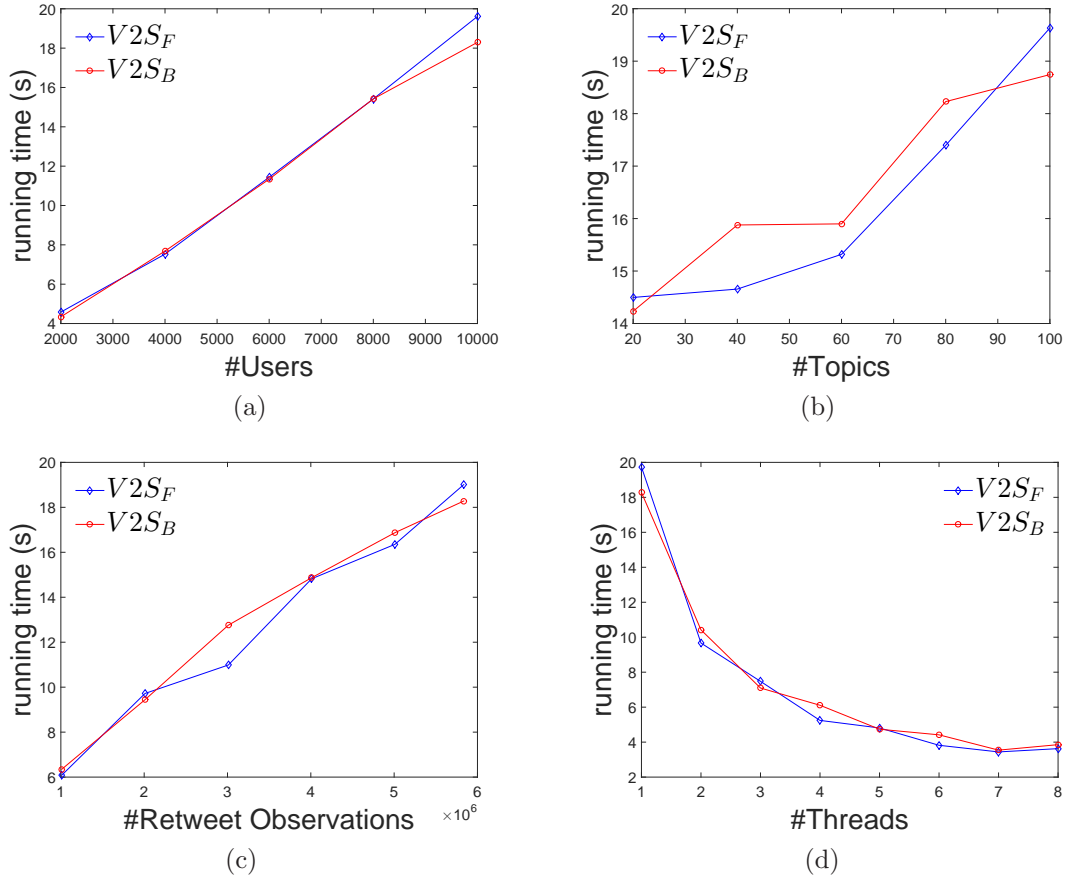 20
18
16
14
12
10
8
6
4
running time (s)
V2S_F
V2S_B
2000 3000 4000 5000 6000 7000 8000 9000 10000
#Users
(a)
20
19
18
17
16
15
14
running time (s)
V2S_F
V2S_B
20 30 40 50 60 70 80 90 100
#Topics
(b)
20
18
16
14
12
10
8
6
running time (s)
V2S_F
V2S_B
1 2 3 4 5 6
#Retweet Observations ×10^6
(c)
20
18
16
14
12
10
8
6
4
2
running time (s)
V2S_F
V2S_B
1 2 3 4 5 6 7 8
#Threads
(d)